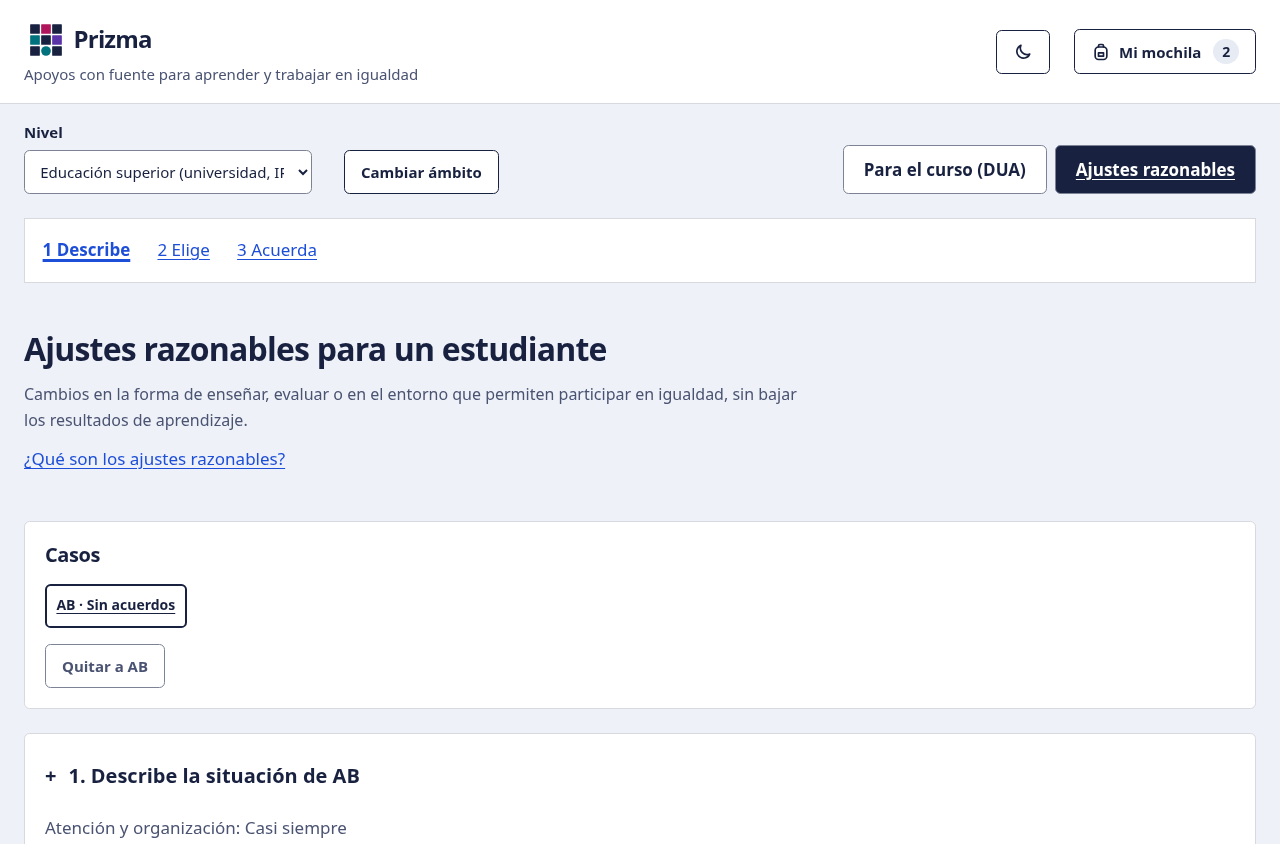 Prizma
Apoyos con fuente para aprender y trabajar en igualdad
Mi mochila 2
Nivel
Educación superior (universidad, IP
Cambiar ámbito
Para el curso (DUA)
Ajustes razonables
1 Describe
2 Elige
3 Acuerda
Ajustes razonables para un estudiante
Cambios en la forma de enseñar, evaluar o en el entorno que permiten participar en igualdad, sin bajar
los resultados de aprendizaje.
¿Qué son los ajustes razonables?
Casos
AB · Sin acuerdos
Quitar a AB
+ 1. Describe la situación de AB
Atención y organización: Casi siempre